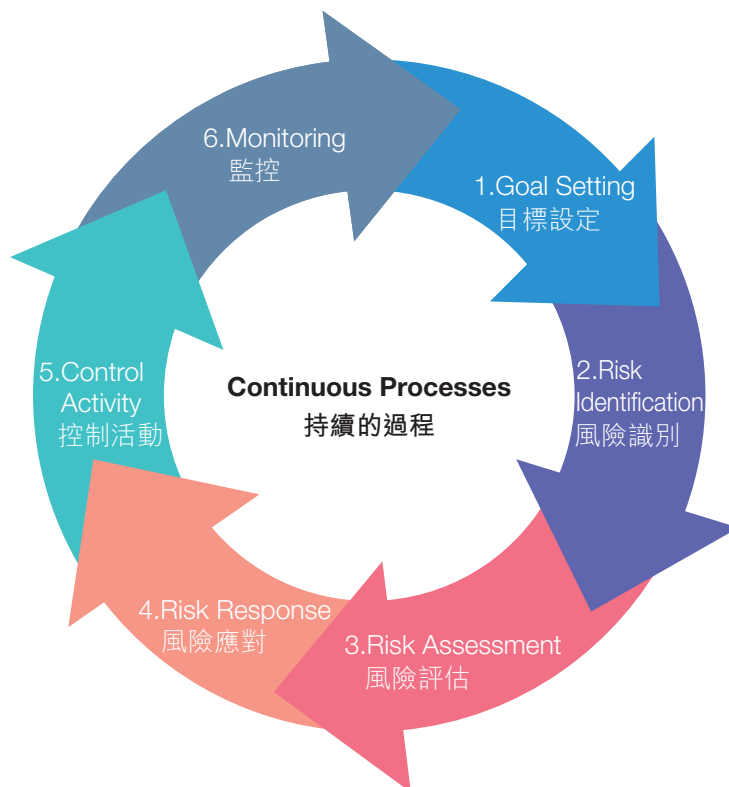 6.Monitoring
監控
1.Goal Setting
目標設定
2.Risk
Identification
風險識別
3.Risk Assessment
風險評估
4.Risk Response
風險應對
5.Control
Activity
控制活動
Continuous Processes
持續的過程